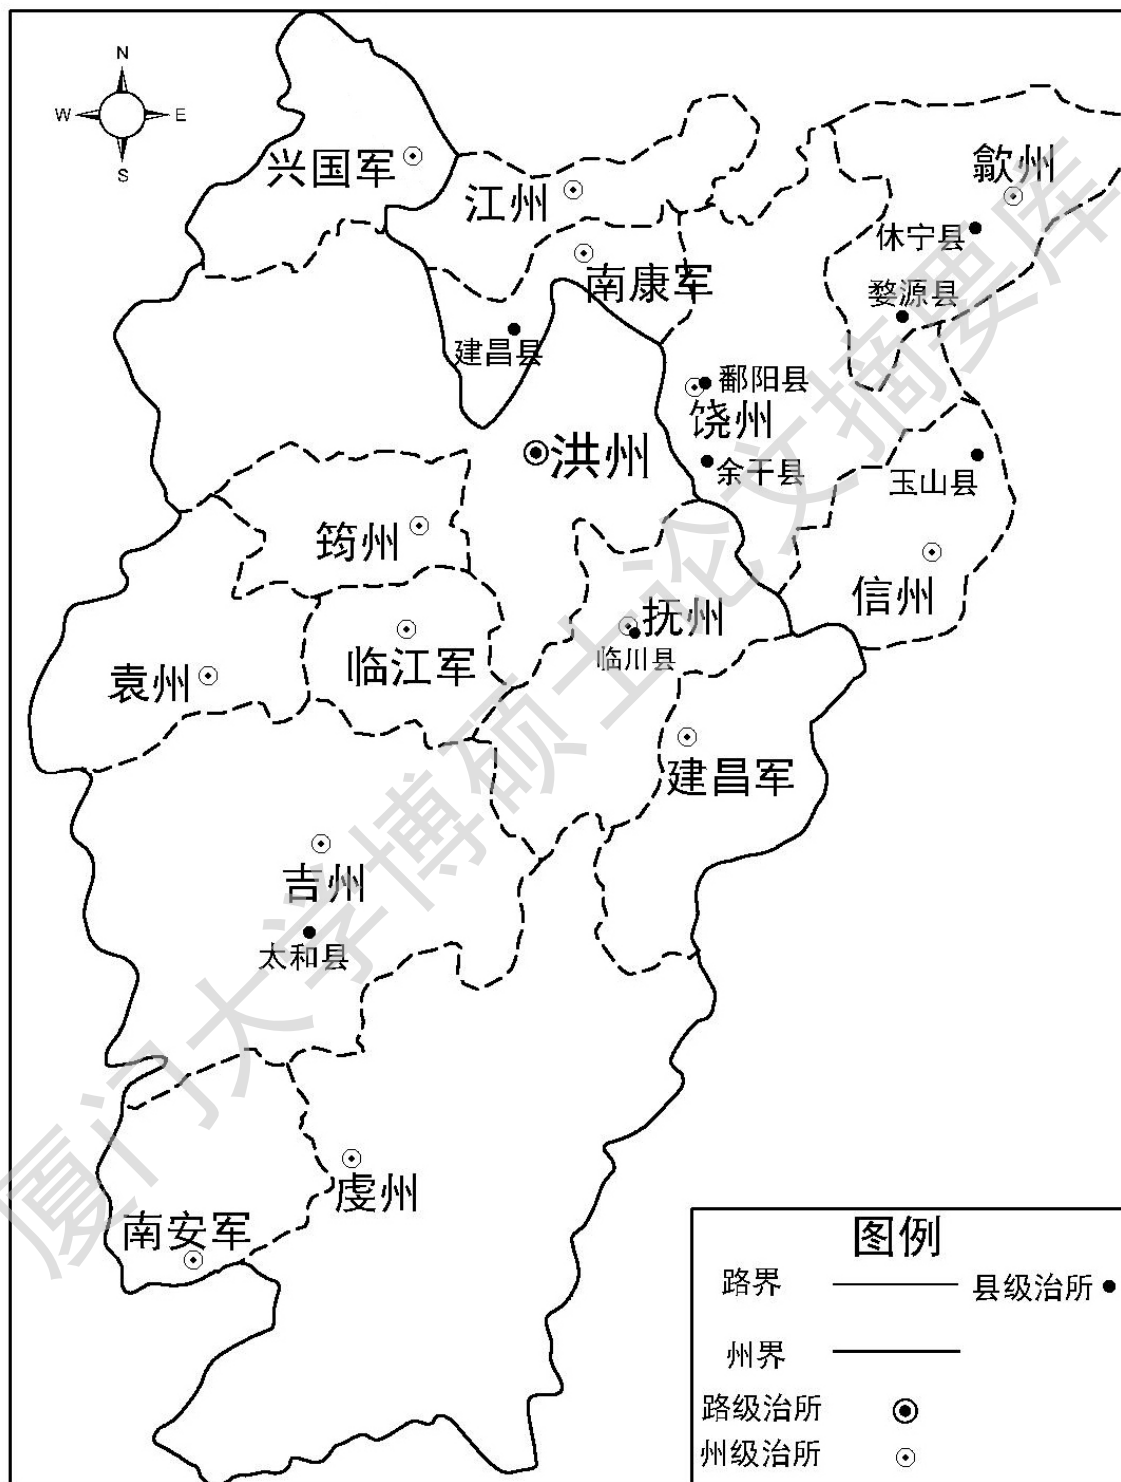 N
W
E
S
兴国军
江州
歙州
休宁县
南康军
婺源县
建昌县
鄱阳县
饶州
洪州
余干县
玉山县
筠州
信州
抚州
临川县
临江军
袁州
建昌军
吉州
太和县
虔州
南安军
图例
路界
县级治所
州界
路级治所
州级治所
厦门大学博硕士论文摘要库